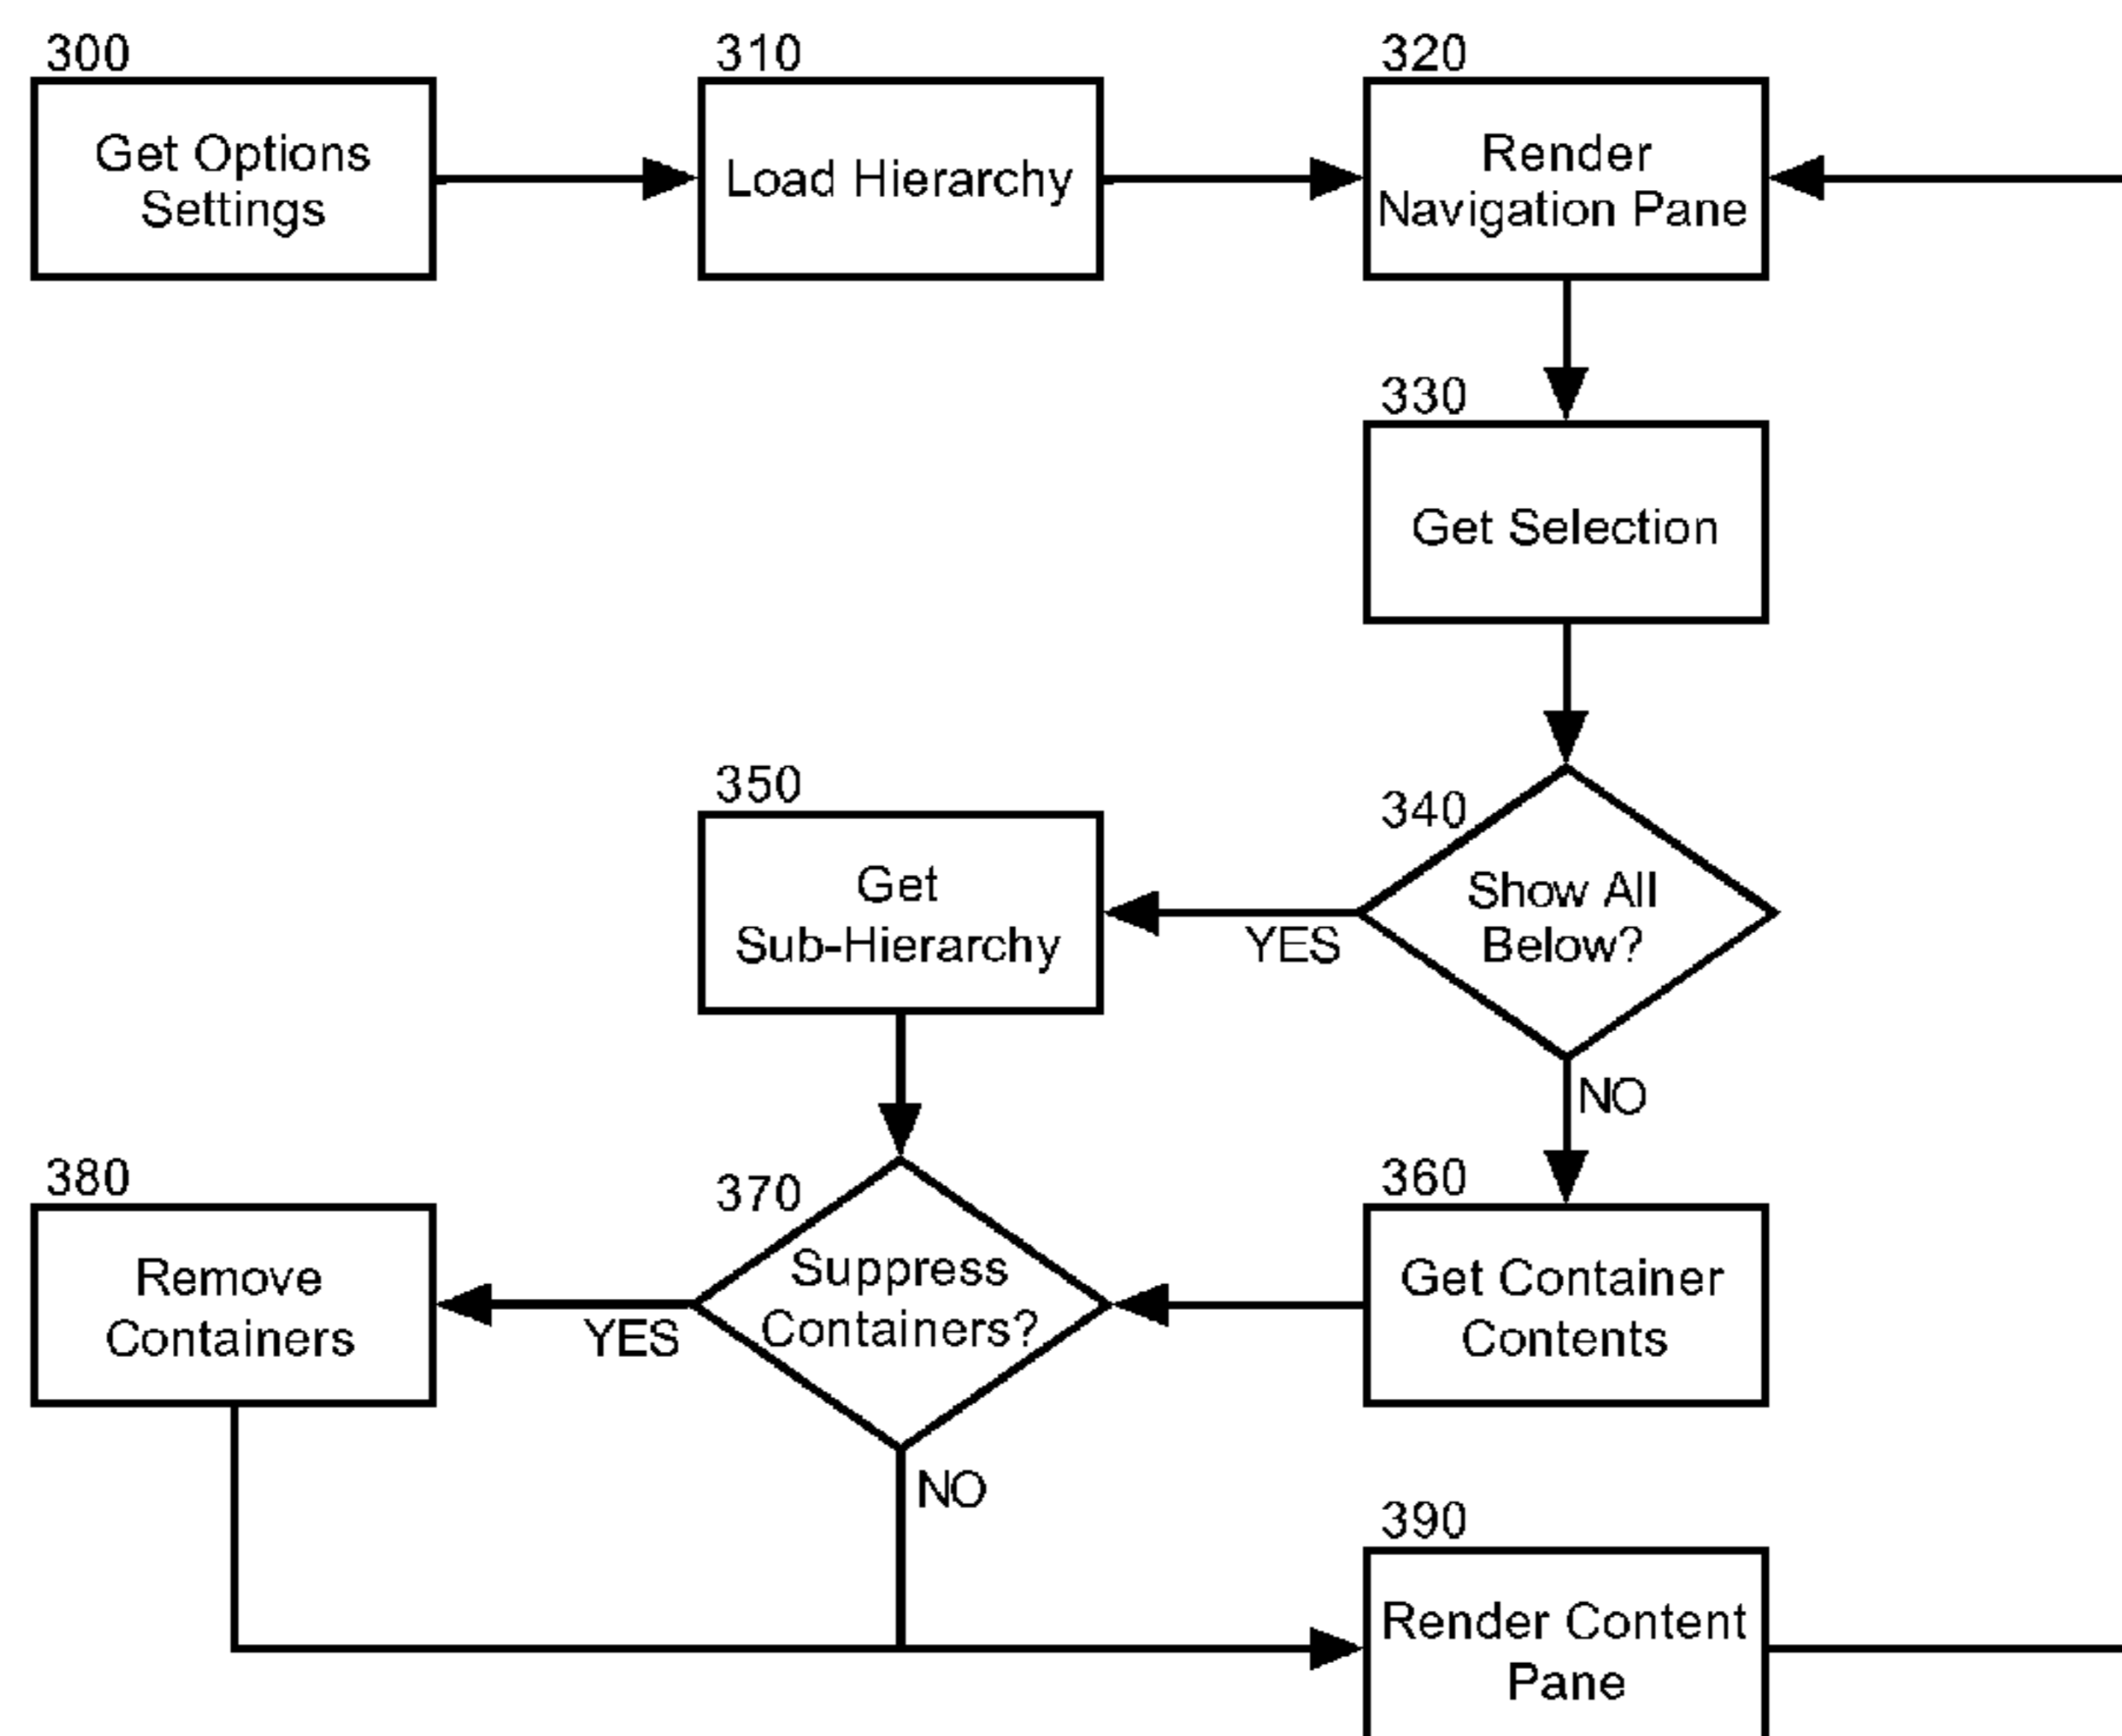 300
Get Options
Settings
310
Load Hierarchy
320
Render
Navigation Pane
330
Get Selection
340
Show All
Below?
YES
NO
350
Get
Sub-Hierarchy
360
Get Container
Contents
370
Suppress
Containers?
YES
NO
380
Remove
Containers
390
Render Content
Pane